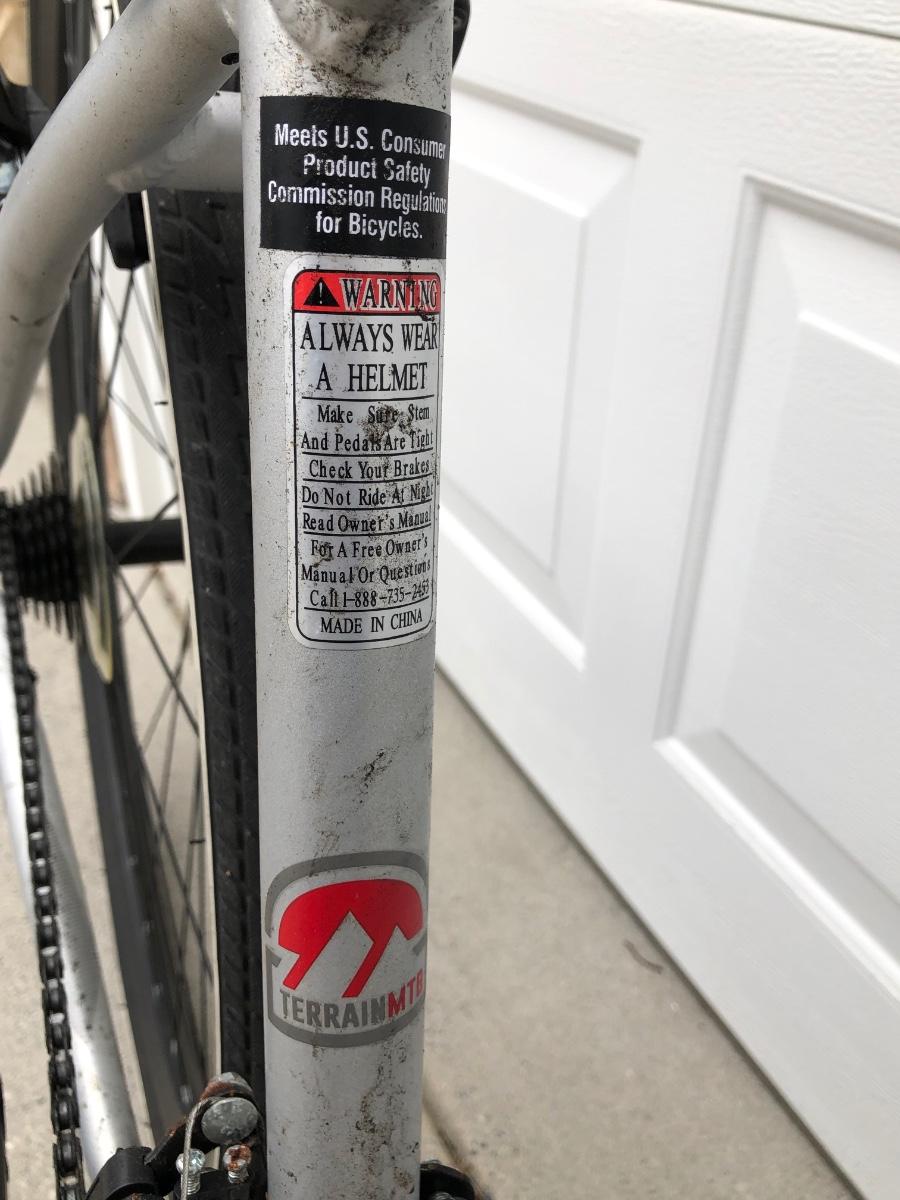 Meets U.S. Consumer
Product Safety
Commission Regulations
for Bicycles.
WARNING
ALWAYS WEAR
A HELMET
Make Sure Stem
And Pedals Are Tight
Check Your Brakes
Do Not Ride At Night
Read Owner's Manual
For A Free Owner's
Manual Or Questions
Call 1-888-735-2453
MADE IN CHINA
TERRAINMTB